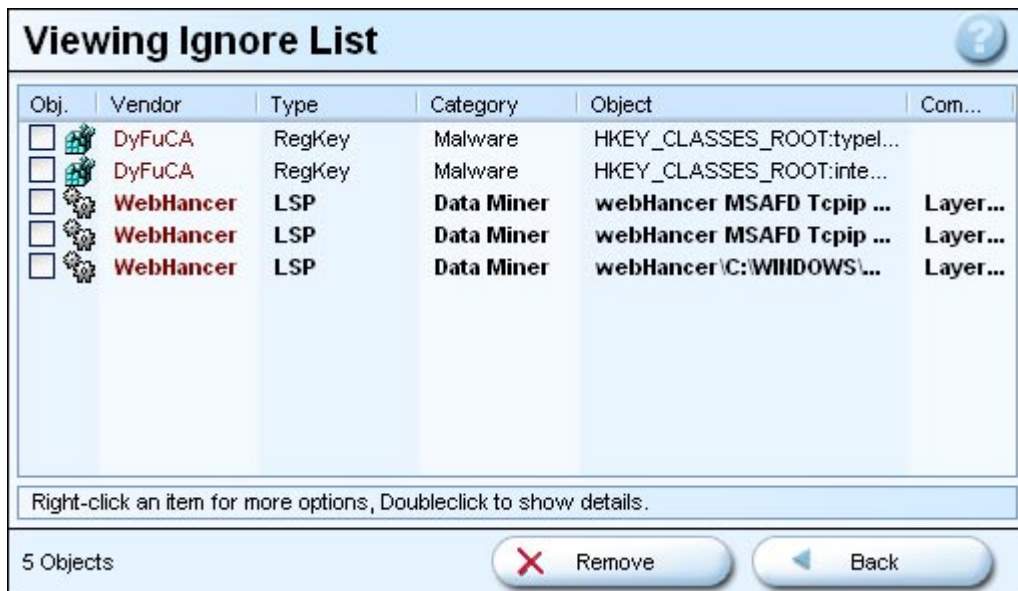 Viewing Ignore List
?
Obj. Vendor Type Category Object Com...
DyFuCA RegKey Malware HKEY_CLASSES_ROOT:typel...
DyFuCA RegKey Malware HKEY_CLASSES_ROOT:inte...
WebHancer LSP Data Miner webHancer MSAFD Tcpip ... Layer...
WebHancer LSP Data Miner webHancer MSAFD Tcpip ... Layer...
WebHancer LSP Data Miner webHancer\C:\WINDOWS\... Layer...
Right-click an item for more options, Doubleclick to show details.
5 Objects Remove Back